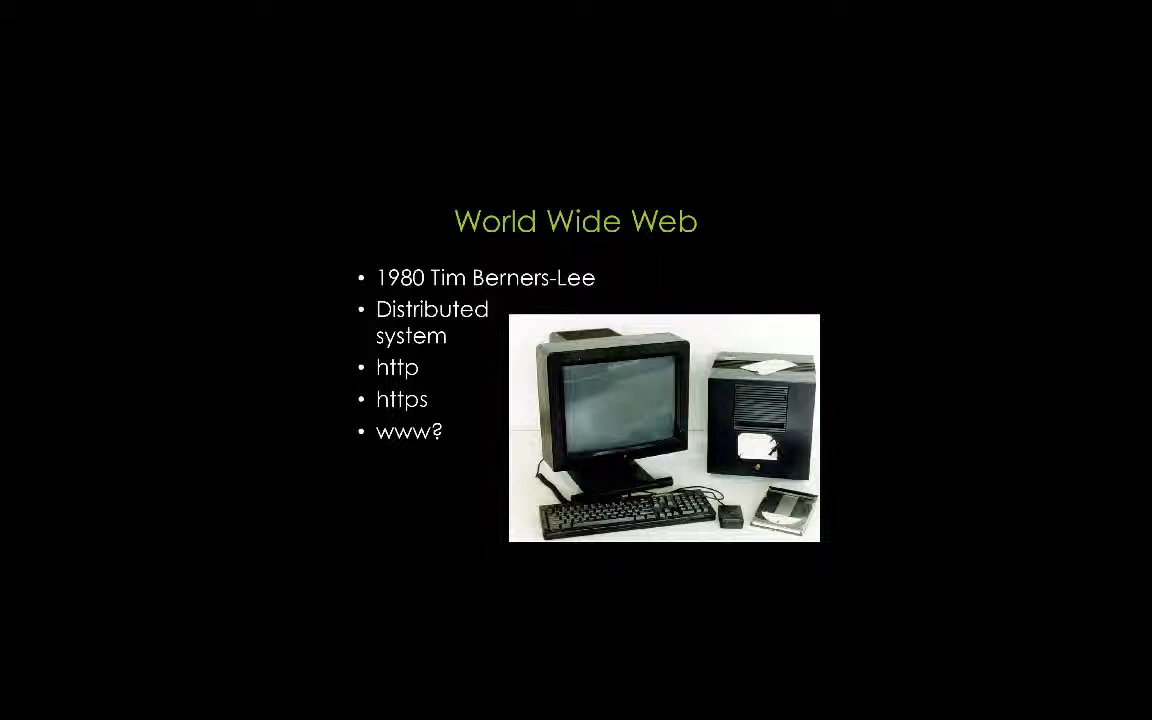 World Wide Web
• 1980 Tim Berners-Lee
• Distributed
system
• http
• https
• www?